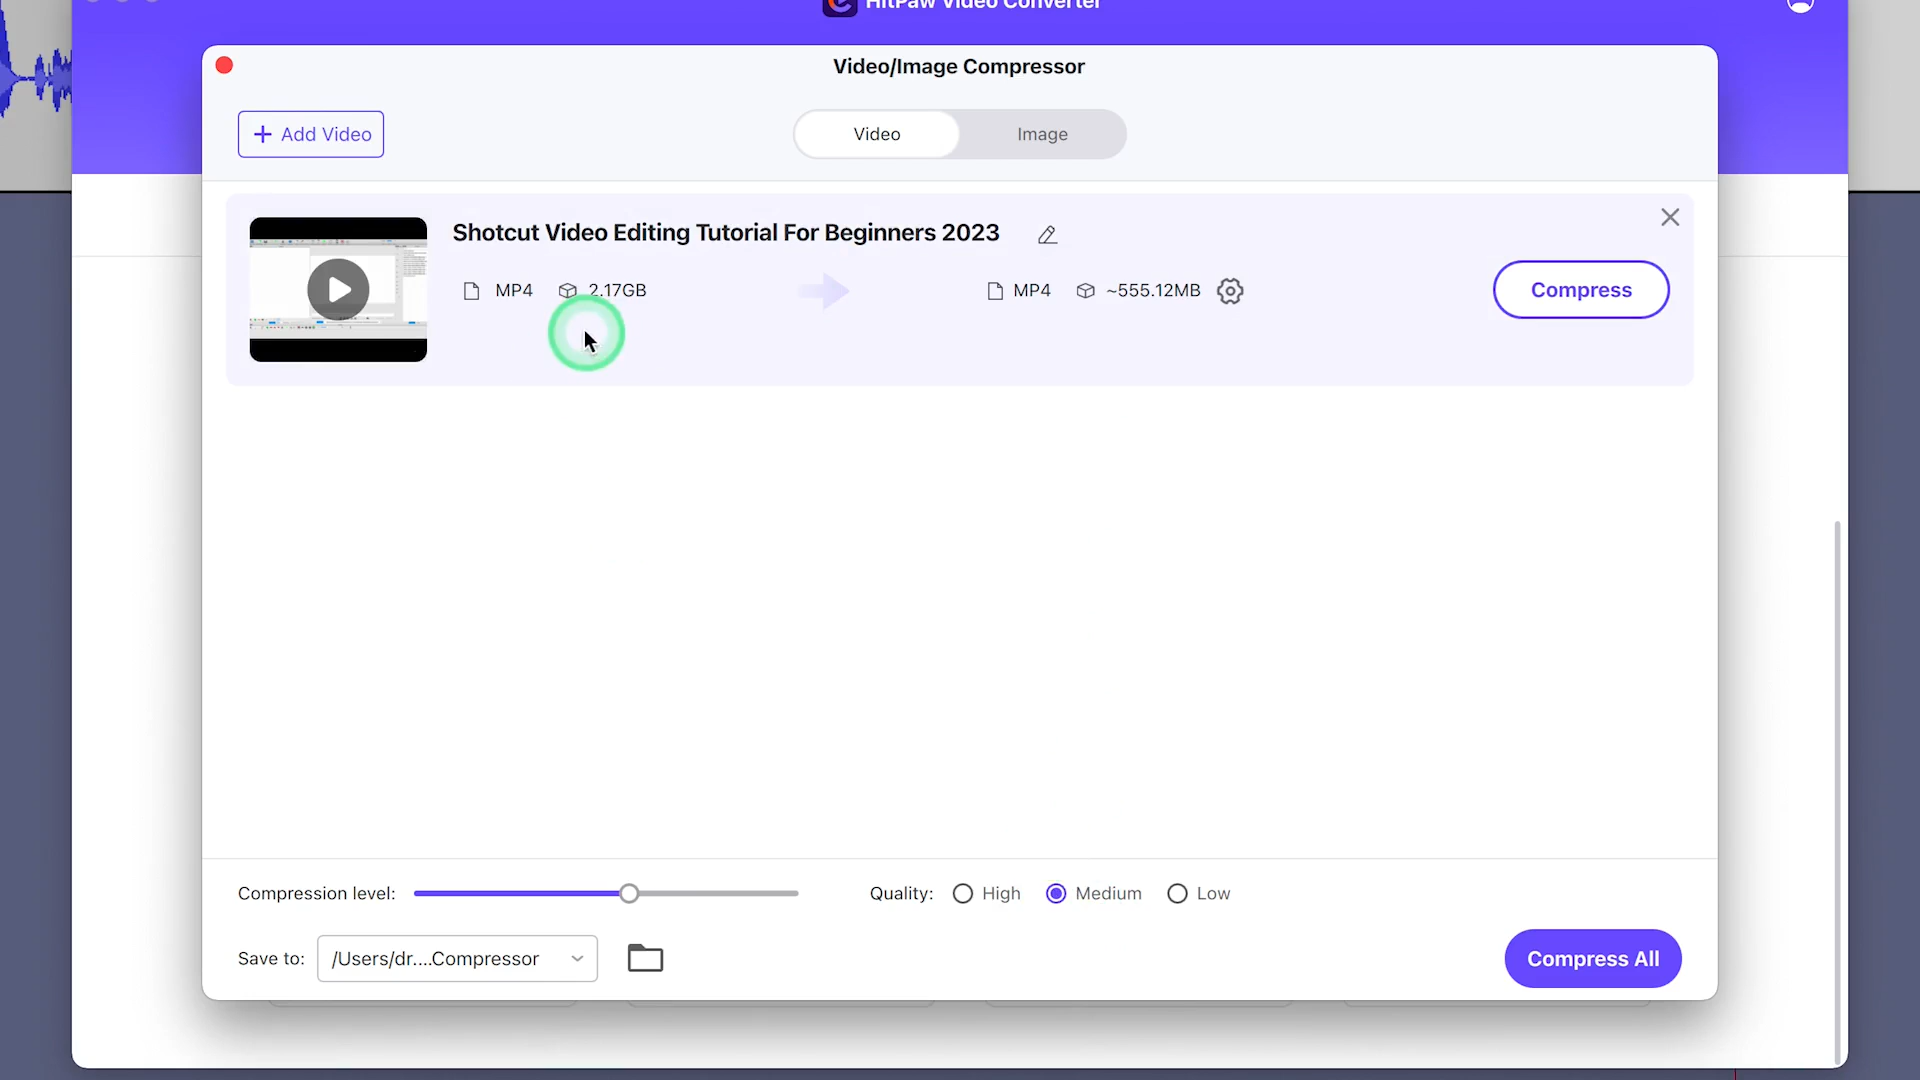 HitPaw Video Converter
Video/Image Compressor
+ Add Video
Video
Image
Shotcut Video Editing Tutorial For Beginners 2023
MP4 2.17GB
MP4 ~555.12MB
Compress
Compression level:
Quality: High Medium Low
Save to: /Users/dr....Compressor
Compress All